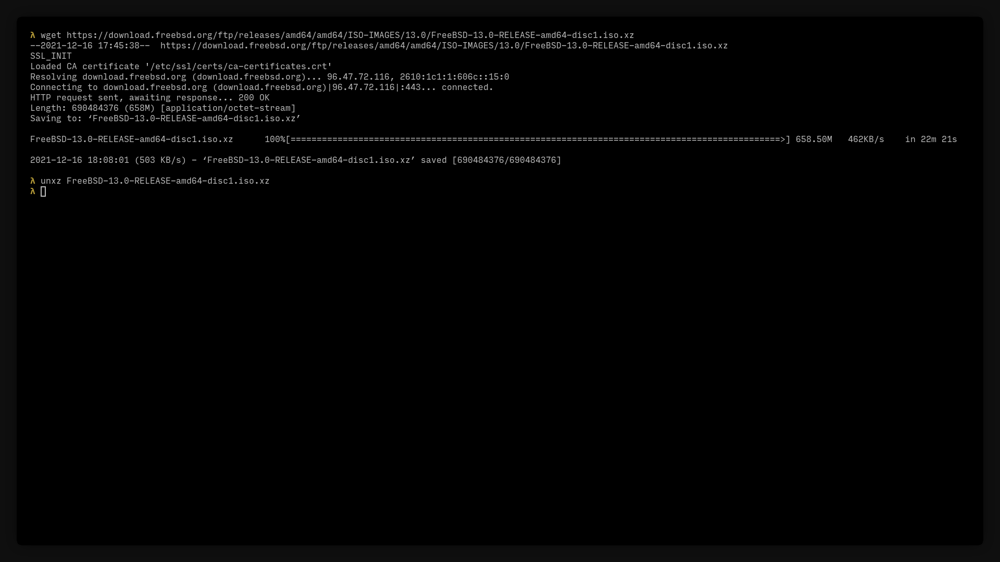 λ wget https://download.freebsd.org/ftp/releases/amd64/amd64/ISO-IMAGES/13.0/FreeBSD-13.0-RELEASE-amd64-disc1.iso.xz
--2021-12-16 17:45:38--  https://download.freebsd.org/ftp/releases/amd64/amd64/ISO-IMAGES/13.0/FreeBSD-13.0-RELEASE-amd64-disc1.iso.xz
SSL_INIT
Loaded CA certificate '/etc/ssl/certs/ca-certificates.crt'
Resolving download.freebsd.org (download.freebsd.org)... 96.47.72.116, 2610:1c1:1:606c::15:0
Connecting to download.freebsd.org (download.freebsd.org)|96.47.72.116|:443... connected.
HTTP request sent, awaiting response... 200 OK
Length: 690484376 (658M) [application/octet-stream]
Saving to: ‘FreeBSD-13.0-RELEASE-amd64-disc1.iso.xz’
FreeBSD-13.0-RELEASE-amd64-disc1.iso.xz      100%[==============================================================================================>] 658.50M   462KB/s    in 22m 21s
2021-12-16 18:08:01 (503 KB/s) - ‘FreeBSD-13.0-RELEASE-amd64-disc1.iso.xz’ saved [690484376/690484376]
λ unxz FreeBSD-13.0-RELEASE-amd64-disc1.iso.xz
λ